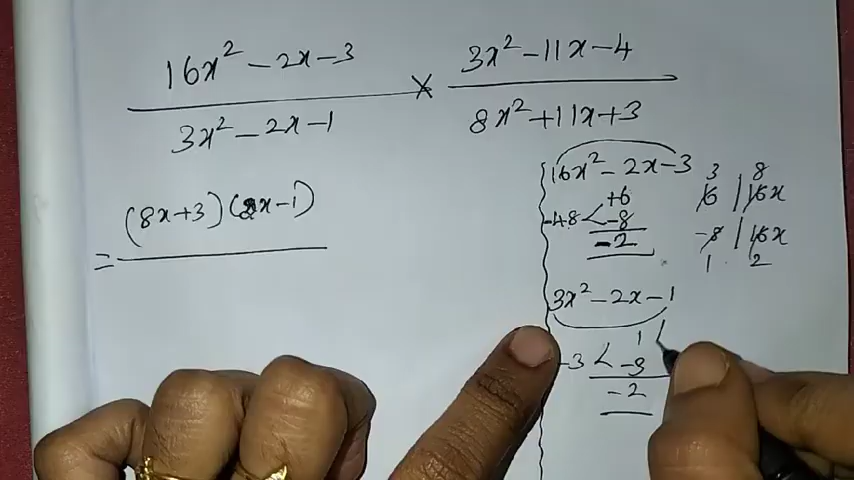 16x² - 2x - 3
3x² - 2x - 1
×
3x² - 11x - 4
8x² + 11x + 3
= (8x+3)(2x-1)
16x² - 2x - 3
-48 < +6
-8
-2
3 8
6 | 16x
-8 | 16x
1 2
3x² - 2x - 1
-3 < 1
-3
-2